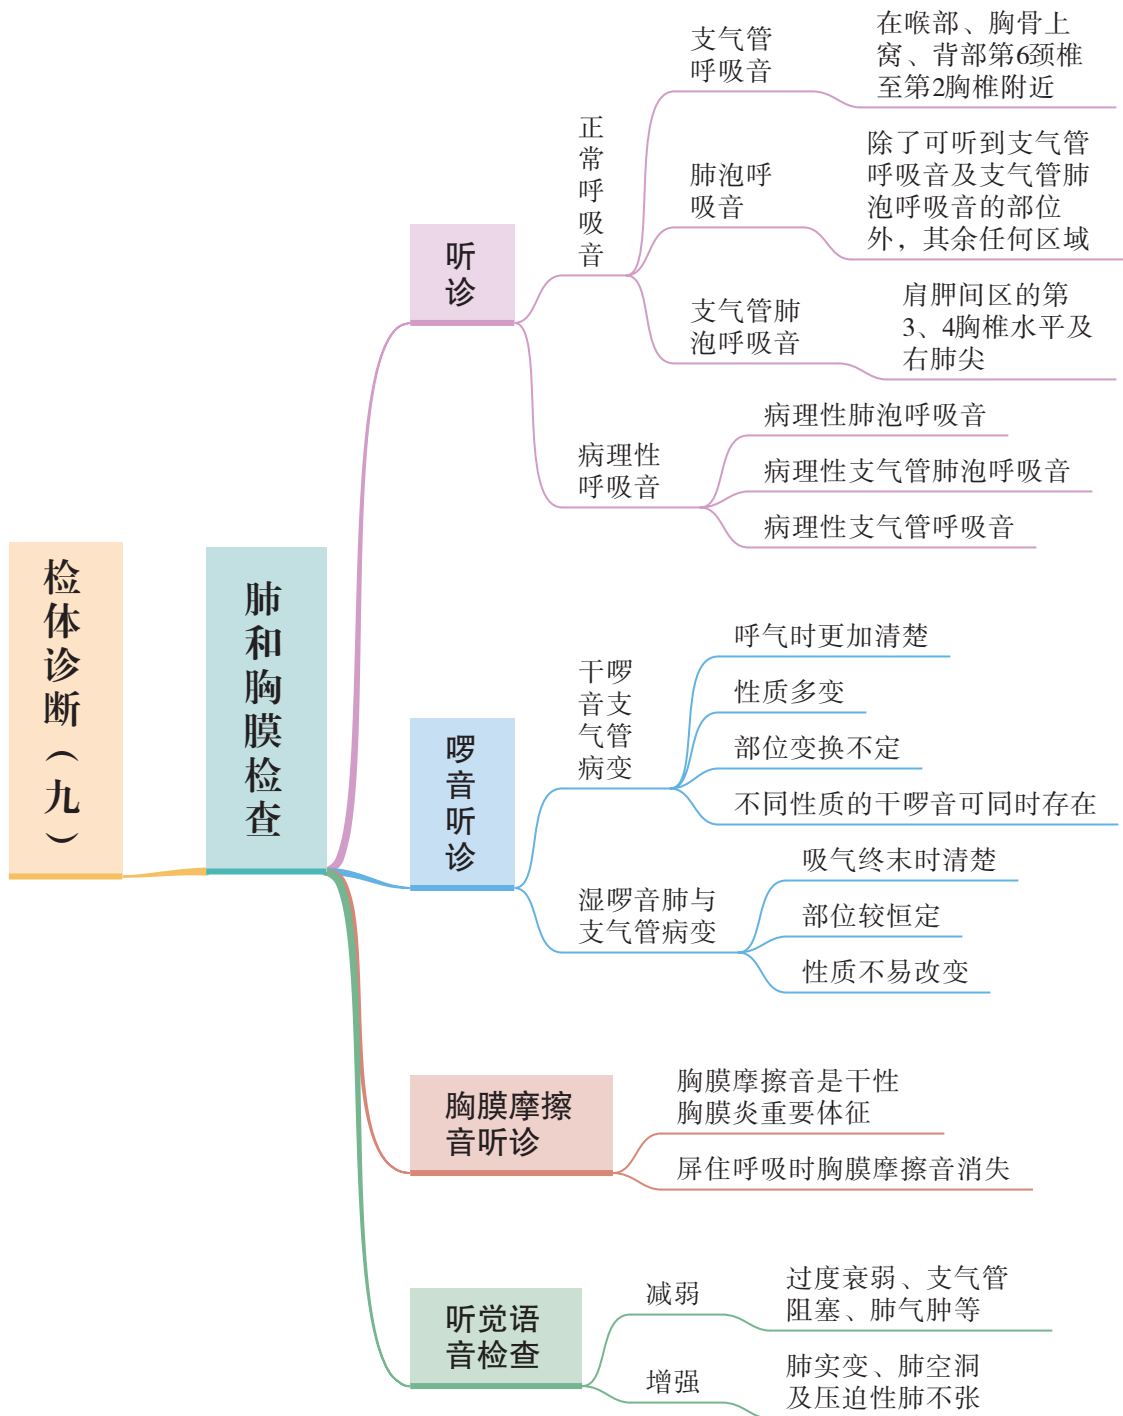 检体诊断（九）
肺和胸膜检查
听
诊
正
常
呼
吸
音
支气管
呼吸音
在喉部、胸骨上
窝、背部第6颈椎
至第2胸椎附近
肺泡呼
吸音
除了可听到支气管
呼吸音及支气管肺
泡呼吸音的部位
外，其余任何区域
支气管肺
泡呼吸音
肩胛间区的第
3、4胸椎水平及
右肺尖
病理性
呼吸音
病理性肺泡呼吸音
病理性支气管肺泡呼吸音
病理性支气管呼吸音
啰
音
听
诊
干啰
音支
气管
病变
呼气时更加清楚
性质多变
部位变换不定
不同性质的干啰音可同时存在
湿啰音肺与
支气管病变
吸气终末时清楚
部位较恒定
性质不易改变
胸膜摩擦
音听诊
胸膜摩擦音是干性
胸膜炎重要体征
屏住呼吸时胸膜摩擦音消失
听觉语
音检查
减弱
过度衰弱、支气管
阻塞、肺气肿等
增强
肺实变、肺空洞
及压迫性肺不张